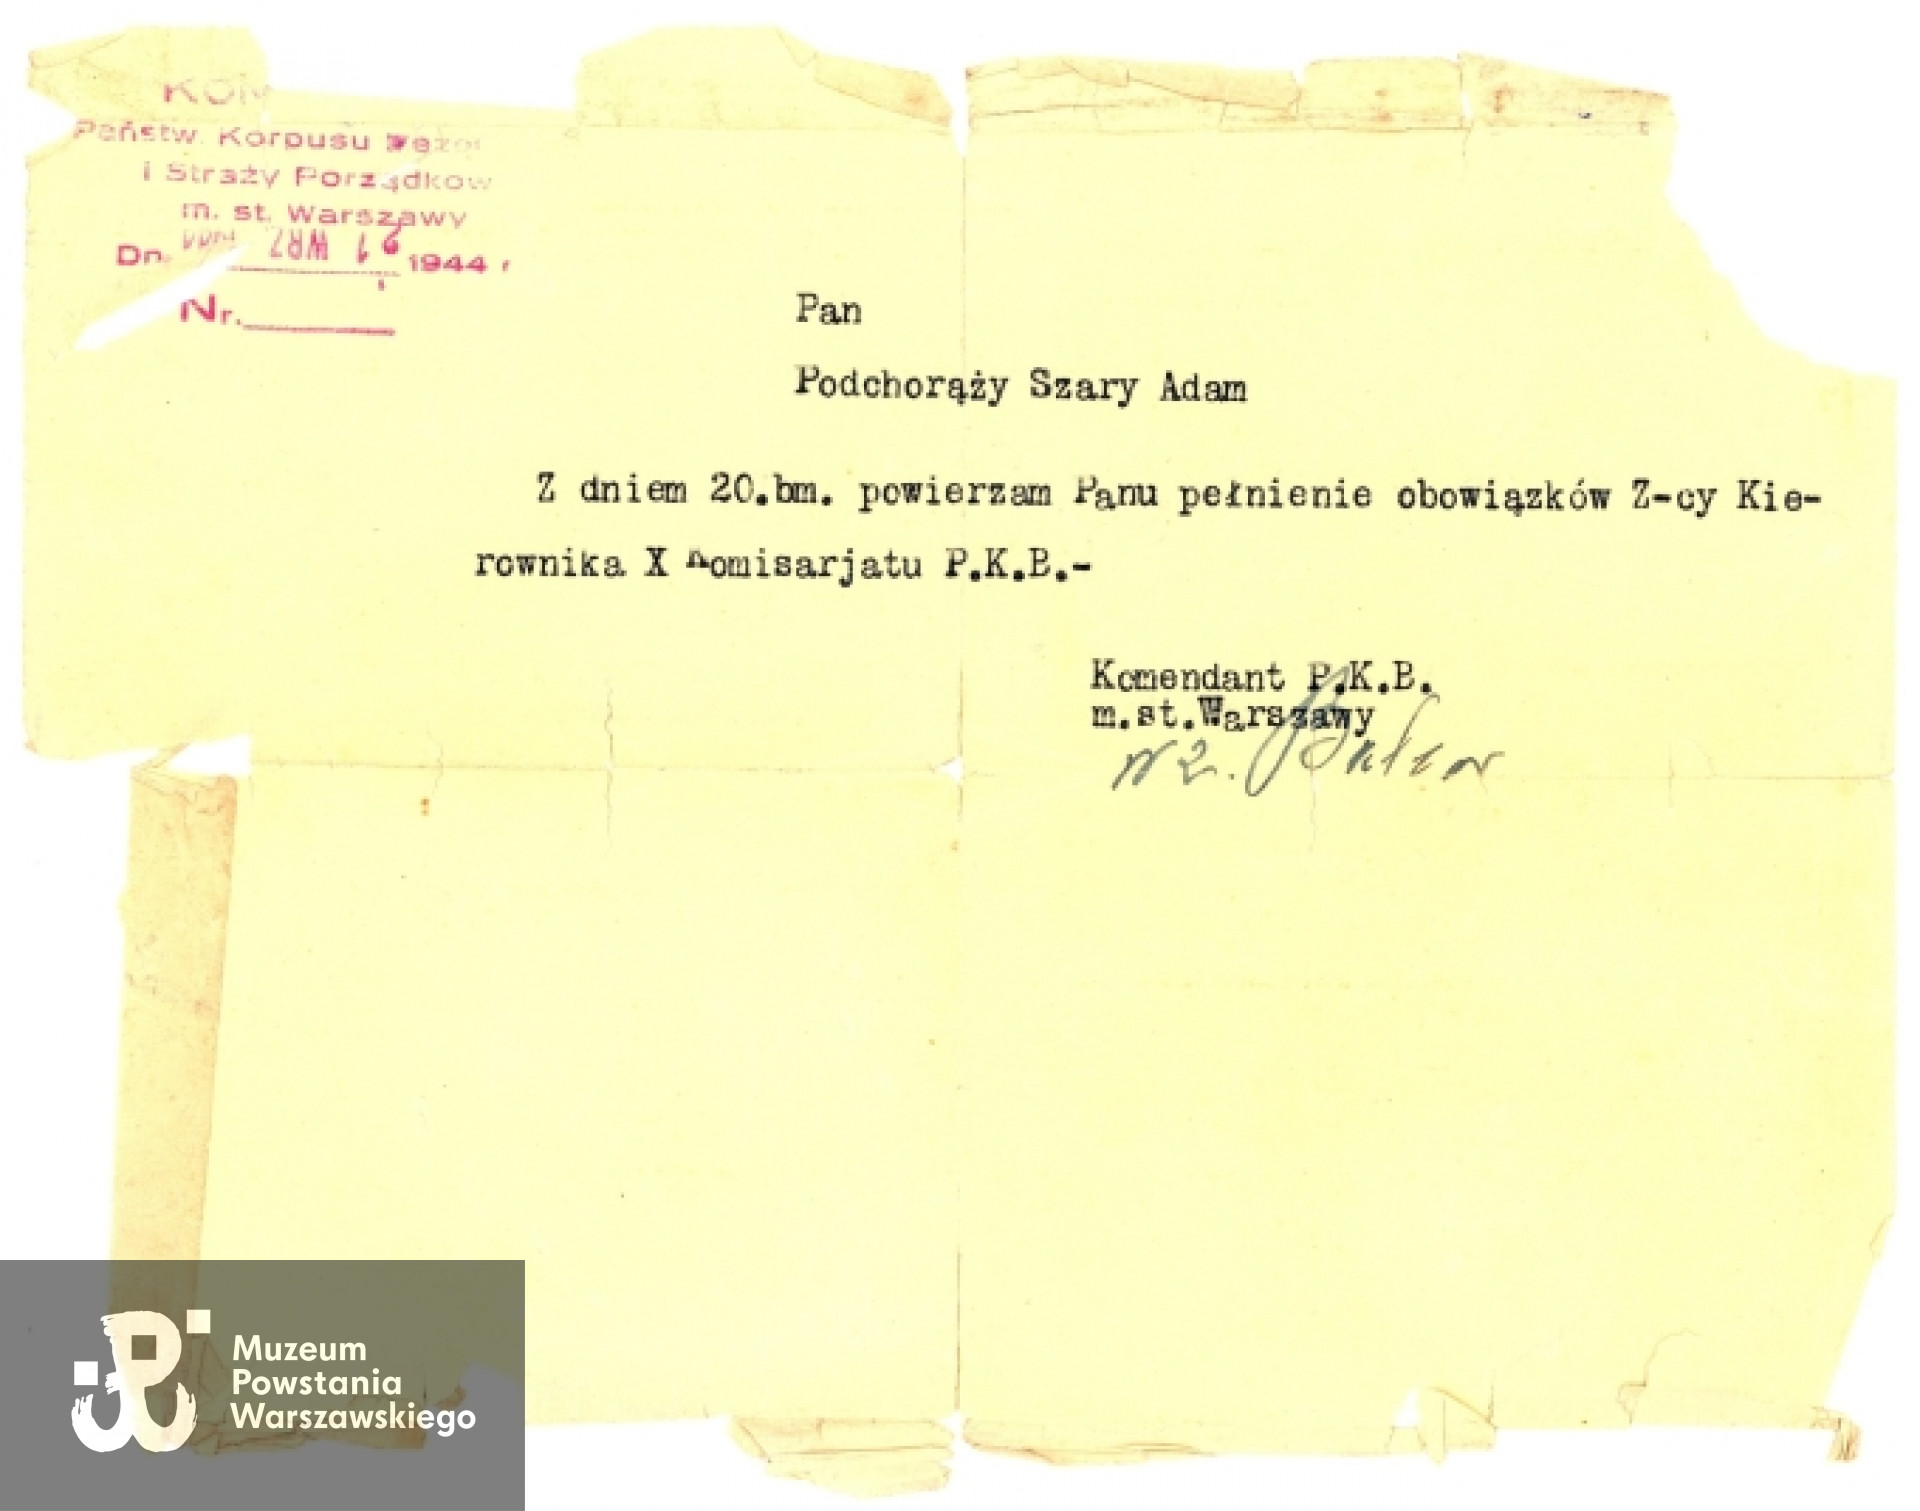 Państw. Korpusu
i Straży Porządkow
m. st. Warszawy
Dn. 1944 r
Nr.
Pan
Podchorąży Szary Adam
Z dniem 20.bm. powierzam Panu pełnienie obowiązków Z-cy Kie-
rownika X Komisarjatu P.K.B.-
Komendant P.K.B.
m.st.Warszawy
wz.
Muzeum
Powstania
Warszawskiego